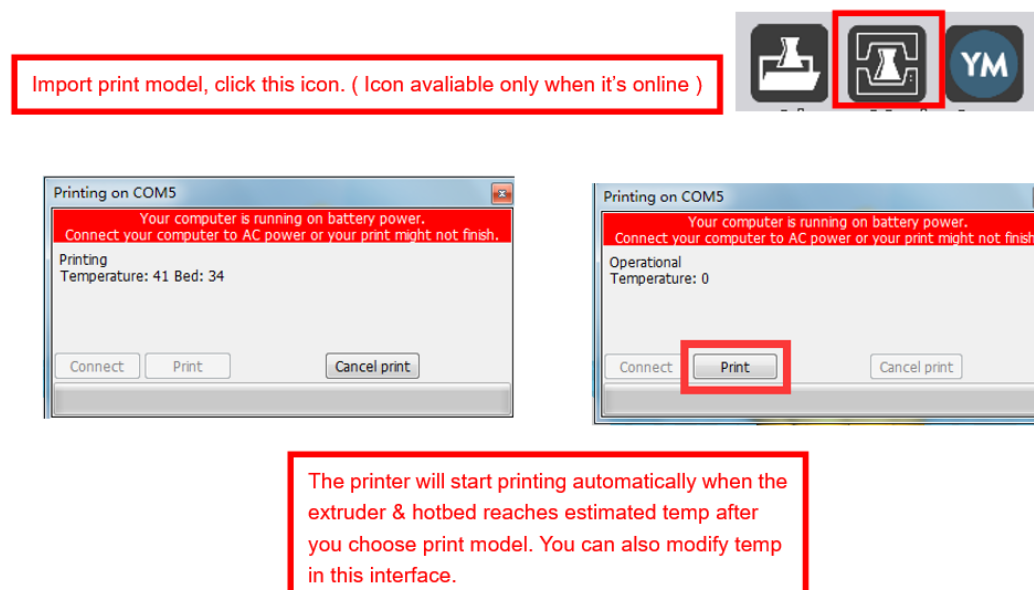 Import print model, click this icon. ( Icon avaliable only when it's online )
YM
Printing on COM5
Your computer is running on battery power.
Connect your computer to AC power or your print might not finish.
Printing
Temperature: 41 Bed: 34
Connect
Print
Cancel print
Printing on COM5
Your computer is running on battery power.
Connect your computer to AC power or your print might not finish
Operational
Temperature: 0
Connect
Print
Cancel print
The printer will start printing automatically when the
extruder & hotbed reaches estimated temp after
you choose print model. You can also modify temp
in this interface.